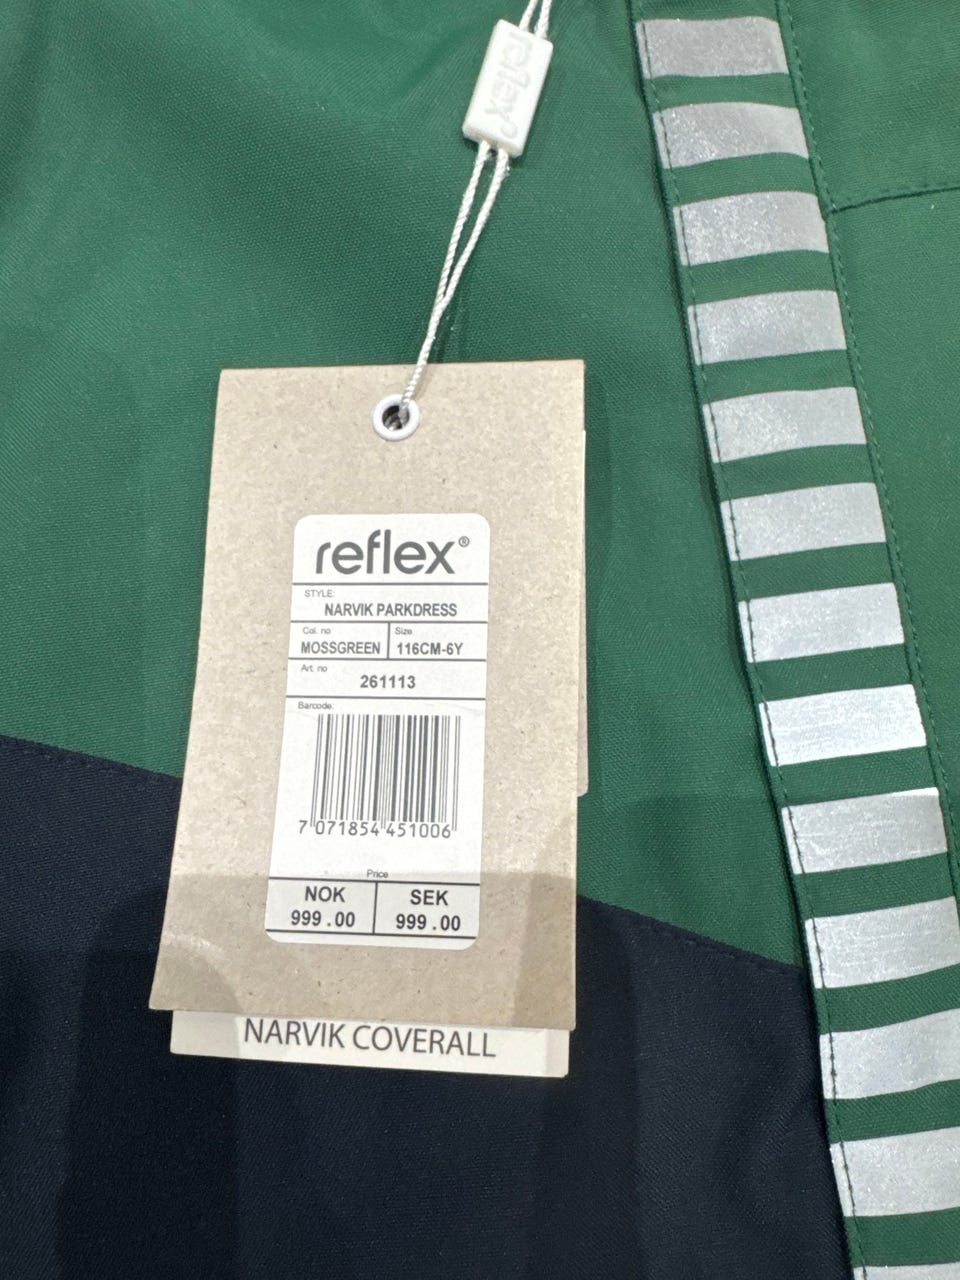 reflex
reflex®
STYLE:
NARVIK PARKDRESS
Col. no Size
MOSSGREEN 116CM-6Y
Art. no
261113
Barcode:
7 071854 451006
Price
NOK SEK
999.00 999.00
NARVIK COVERALL